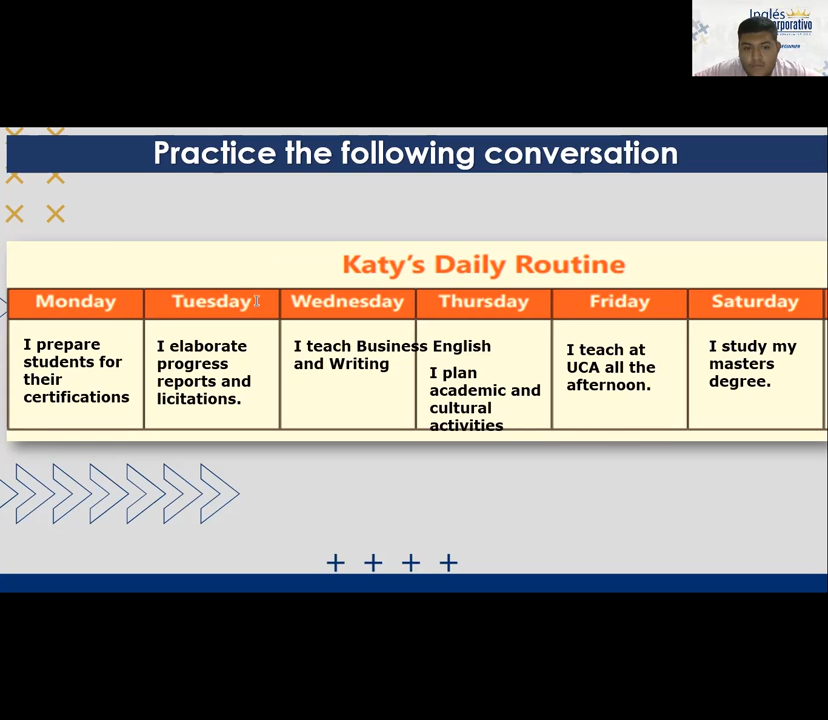 Inglés
orporativo
Practice the following conversation
Katy's Daily Routine
Monday
Tuesday
Wednesday
Thursday
Friday
Saturday
I prepare
students for
their
certifications
I elaborate
progress
reports and
licitations.
I teach Business English
and Writing
I plan
academic and
cultural
activities
I teach at
UCA all the
afternoon.
I study my
masters
degree.